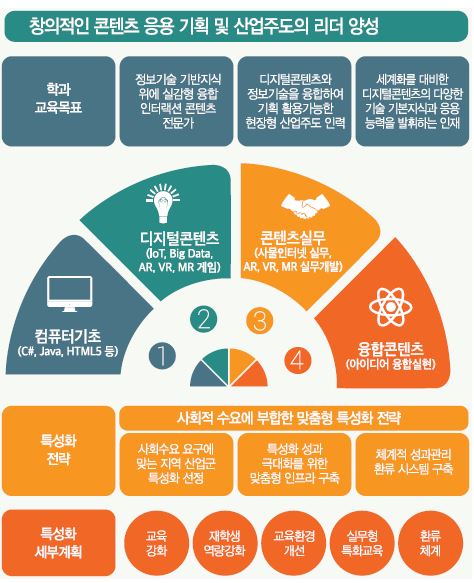 창의적인 콘텐츠 응용 기획 및 산업주도의 리더 양성
학과
교육목표
정보기술 기반지식
위에 실감형 융합
인터랙션 콘텐츠
전문가
디지털콘텐츠와
정보기술을 융합하여
기획 활용가능한
현장형 산업주도 인력
세계화를 대비한
디지털콘텐츠의 다양한
기술 기본지식과 응용
능력을 발휘하는 인재
컴퓨터기초
(C#, Java, HTML5 등)
1
디지털콘텐츠
(IoT, Big Data,
AR, VR, MR 게임)
2
콘텐츠실무
(사물인터넷 실무,
AR, VR, MR 실무개발)
3
융합콘텐츠
(아이디어 융합실현)
4
특성화
전략
사회적 수요에 부합한 맞춤형 특성화 전략
사회수요 요구에
맞는 지역 산업군
특성화 선정
특성화 성과
극대화를 위한
맞춤형 인프라 구축
체계적 성과관리
환류 시스템 구축
특성화
세부계획
교육
강화
재학생
역량강화
교육환경
개선
실무형
특화교육
환류
체계